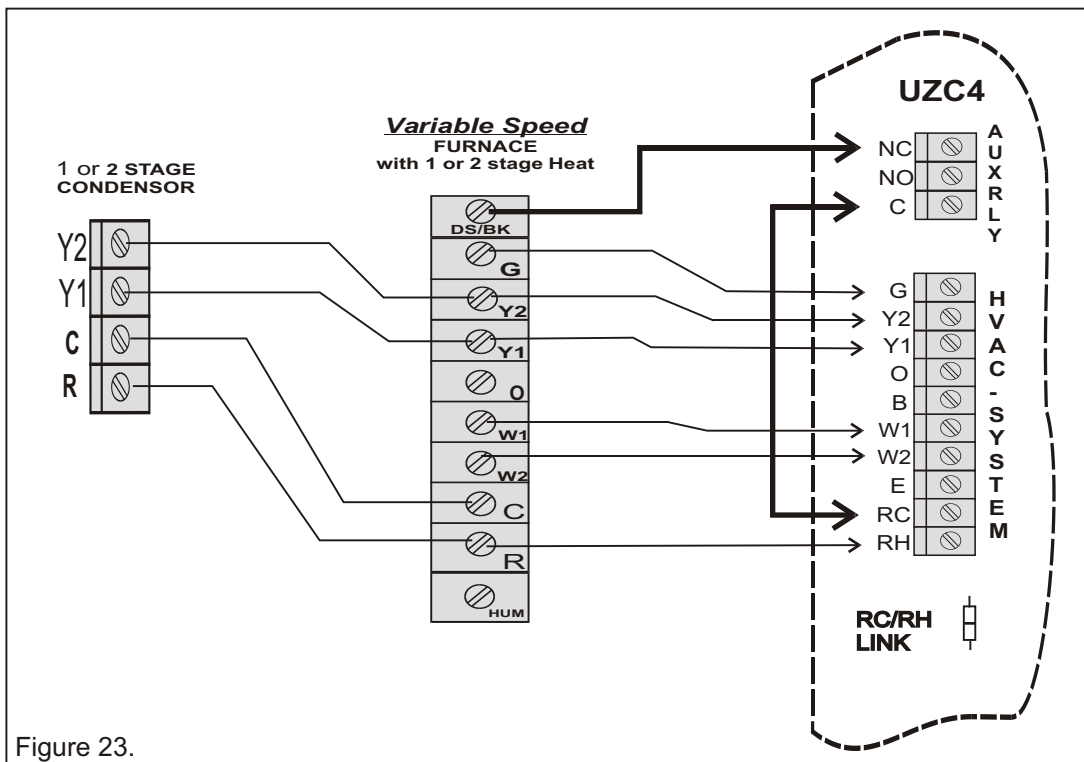 UZC4
Variable Speed
FURNACE
with 1 or 2 stage Heat
1 or 2 STAGE
CONDENSOR
Y2
Y1
C
R
DS/BK
G
Y2
Y1
O
W1
W2
C
R
HUM
NC
NO
C
AUXRLY
G
Y2
Y1
O
B
W1
W2
E
RC
RH
HVAC-SYSTEM
RC/RH
LINK
Figure 23.